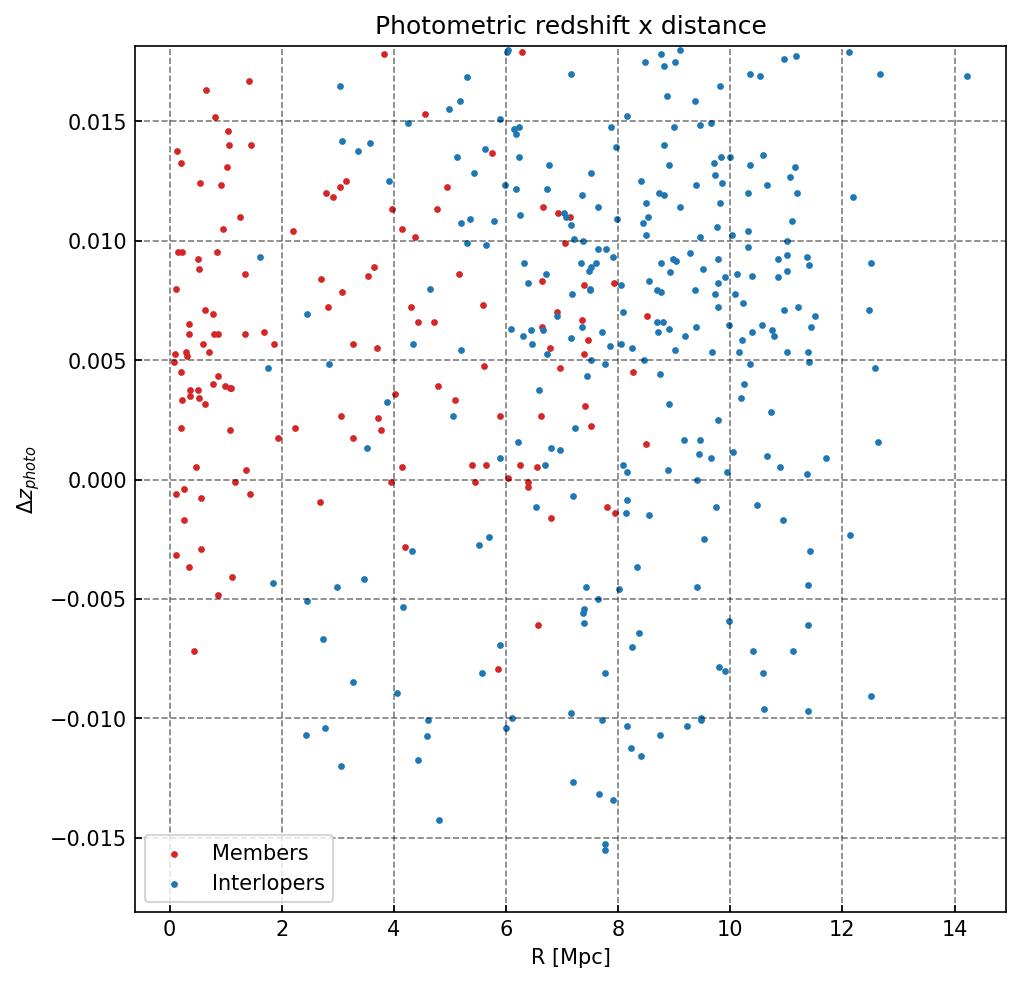 Photometric redshift x distance
0.015
0.010
0.005
0.000
−0.005
−0.010
−0.015
Δz_photo
Members
Interlopers
0 2 4 6 8 10 12 14
R [Mpc]